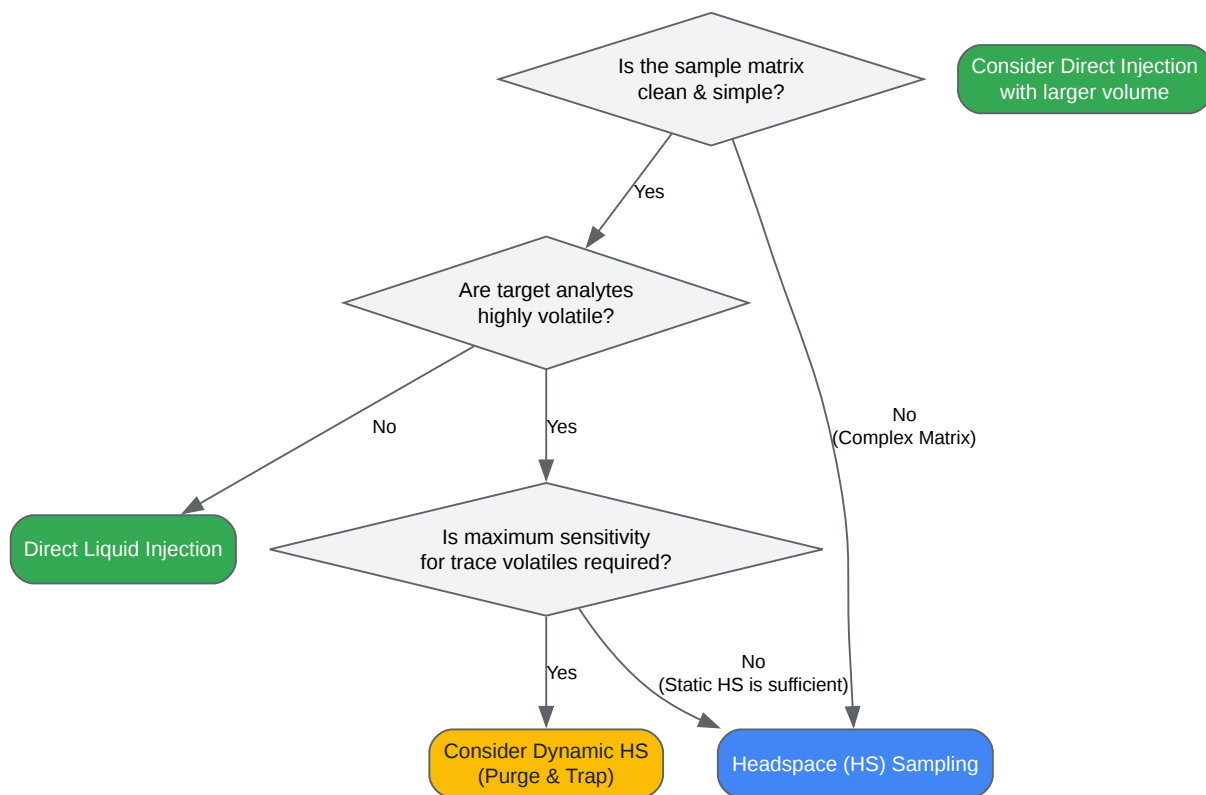 Is the sample matrix
clean & simple?
Consider Direct Injection
with larger volume
Yes
Are target analytes
highly volatile?
No
(Complex Matrix)
No
Yes
Direct Liquid Injection
Is maximum sensitivity
for trace volatiles required?
Yes
No
(Static HS is sufficient)
Consider Dynamic HS
(Purge & Trap)
Headspace (HS) Sampling